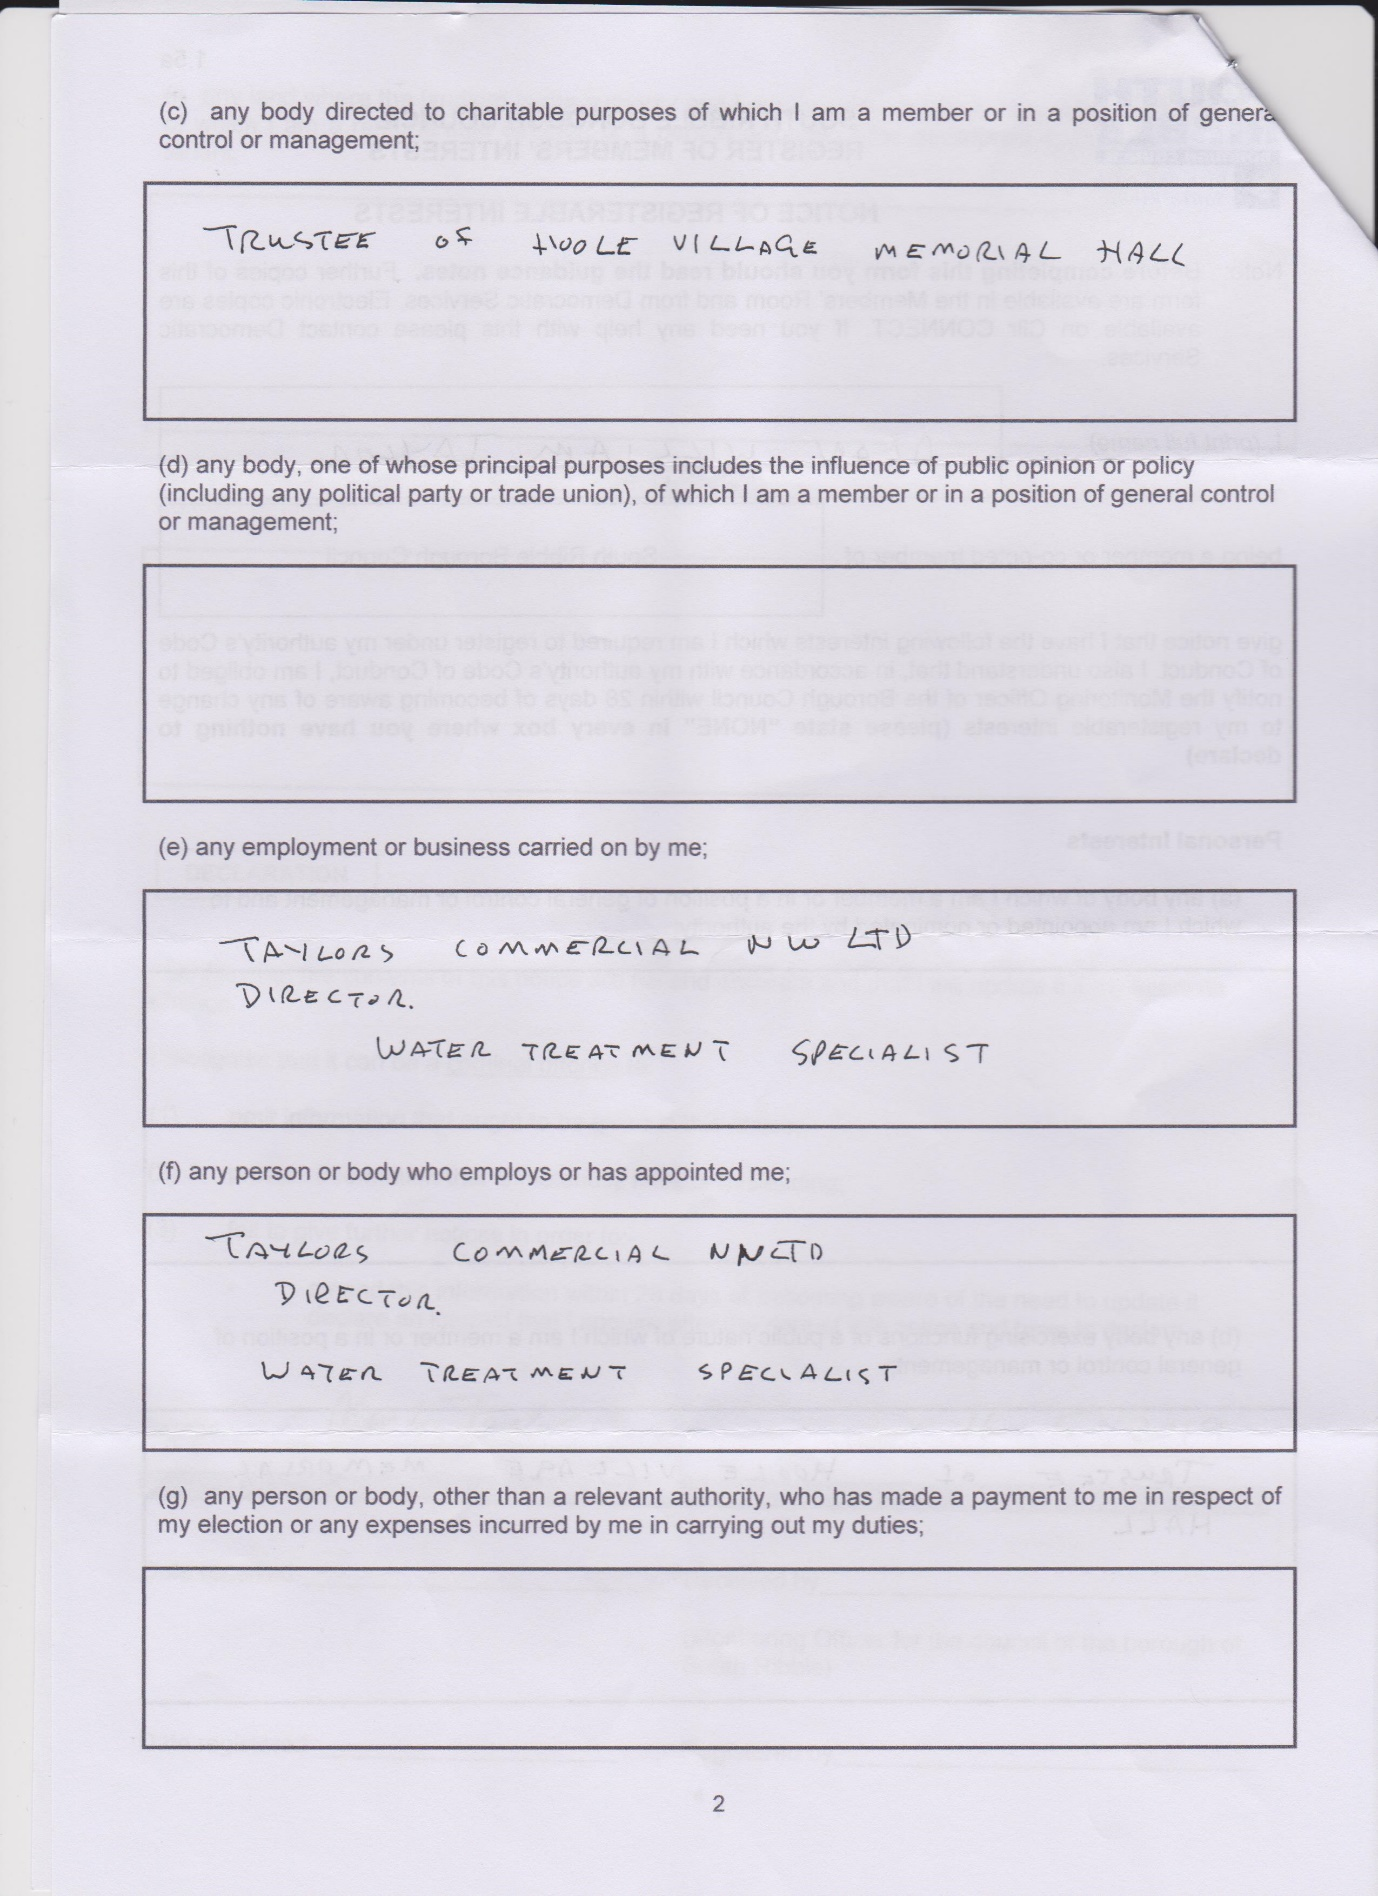 (c) any body directed to charitable purposes of which I am a member or in a position of genera
control or management;
TRUSTEE OF HOOLE VILLAGE MEMORIAL HALL
(d) any body, one of whose principal purposes includes the influence of public opinion or policy
(including any political party or trade union), of which I am a member or in a position of general control
or management;
(e) any employment or business carried on by me;
TAYLORS COMMERCIAL NW LTD
DIRECTOR.
WATER TREATMENT SPECIALIST
(f) any person or body who employs or has appointed me;
TAYLORS COMMERCIAL NW LTD
DIRECTOR.
WATER TREATMENT SPECIALIST
(g) any person or body, other than a relevant authority, who has made a payment to me in respect of
my election or any expenses incurred by me in carrying out my duties;
2